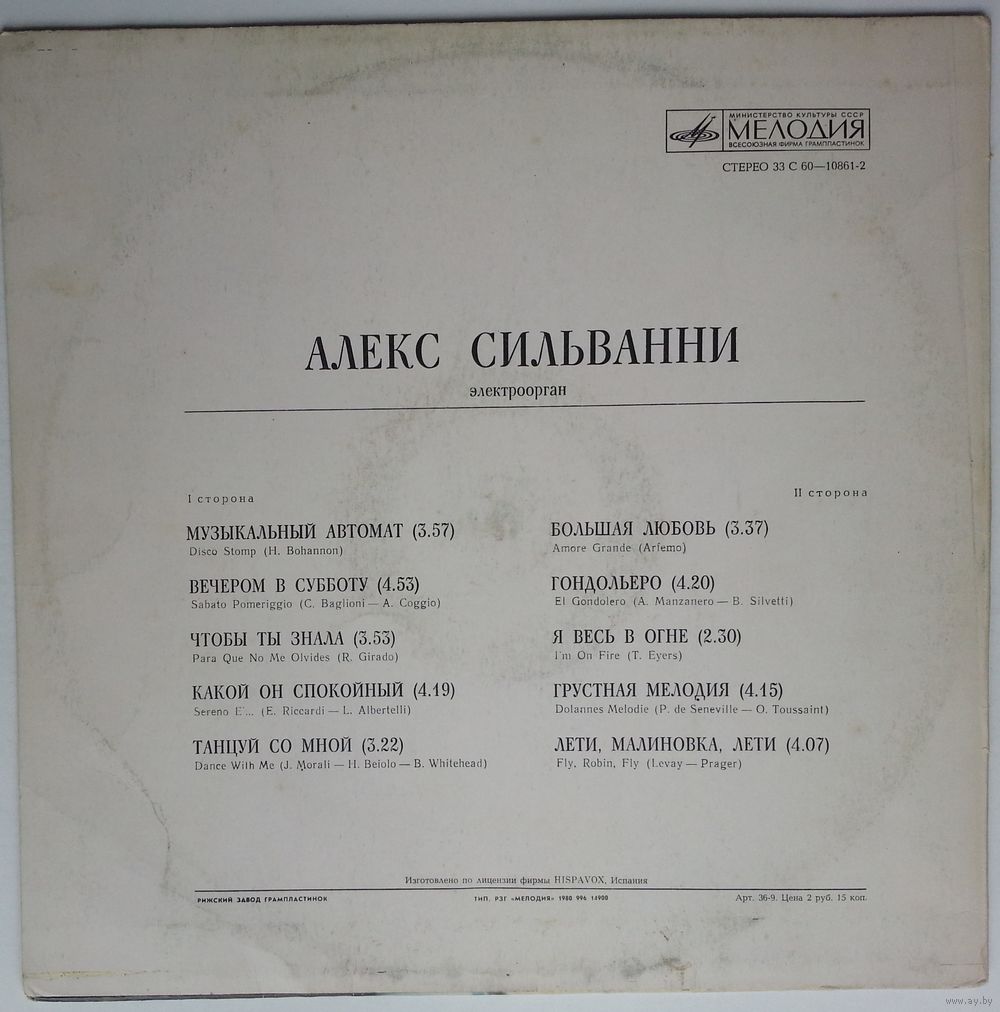 МИНИСТЕРСТВО КУЛЬТУРЫ СССР
МЕЛОДИЯ
ВСЕСОЮЗНАЯ ФИРМА ГРАМПЛАСТИНОК
СТЕРЕО 33 С 60—10861-2
АЛЕКС СИЛЬВАННИ
электроорган
I сторона
МУЗЫКАЛЬНЫЙ АВТОМАТ (3.57)
Disco Stomp (H. Bohannon)
ВЕЧЕРОМ В СУББОТУ (4.53)
Sabato Pomeriggio (C. Baglioni — A. Coggio)
ЧТОБЫ ТЫ ЗНАЛА (3.53)
Para Que No Me Olvides (R. Girado)
КАКОЙ ОН СПОКОЙНЫЙ (4.19)
Sereno E'... (E. Riccardi — L. Albertelli)
ТАНЦУЙ СО МНОЙ (3.22)
Dance With Me (J. Morali — H. Belolo — B. Whitehead)
II сторона
БОЛЬШАЯ ЛЮБОВЬ (3.37)
Amore Grande (Arfemo)
ГОНДОЛЬЕРО (4.20)
El Gondolero (A. Manzanero — B. Silvetti)
Я ВЕСЬ В ОГНЕ (2.30)
I'm On Fire (T. Eyers)
ГРУСТНАЯ МЕЛОДИЯ (4.15)
Dolannes Melodie (P. de Seneville — O. Toussaint)
ЛЕТИ, МАЛИНОВКА, ЛЕТИ (4.07)
Fly, Robin, Fly (Levay — Prager)
Изготовлено по лицензии фирмы HISPAVOX, Испания
РИЖСКИЙ ЗАВОД ГРАМПЛАСТИНОК
ТИП. РЗГ «МЕЛОДИЯ» 1980 996 14900
Арт. 36-9. Цена 2 руб. 15 коп.
www.ay.by